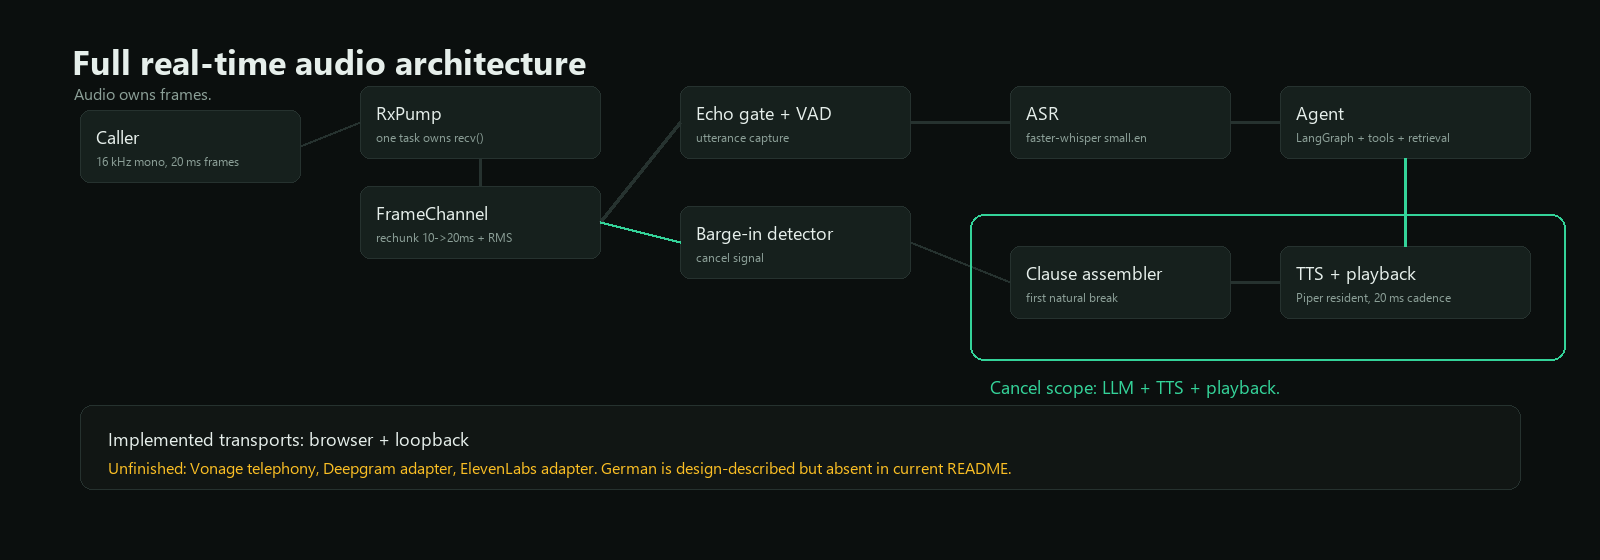 Full real-time audio architecture
Audio owns frames.
Caller
16 kHz mono, 20 ms frames
RxPump
one task owns recv()
FrameChannel
rechunk 10->20ms + RMS
Echo gate + VAD
utterance capture
Barge-in detector
cancel signal
ASR
faster-whisper small.en
Agent
LangGraph + tools + retrieval
Clause assembler
first natural break
TTS + playback
Piper resident, 20 ms cadence
Cancel scope: LLM + TTS + playback.
Implemented transports: browser + loopback
Unfinished: Vonage telephony, Deepgram adapter, ElevenLabs adapter. German is design-described but absent in current README.